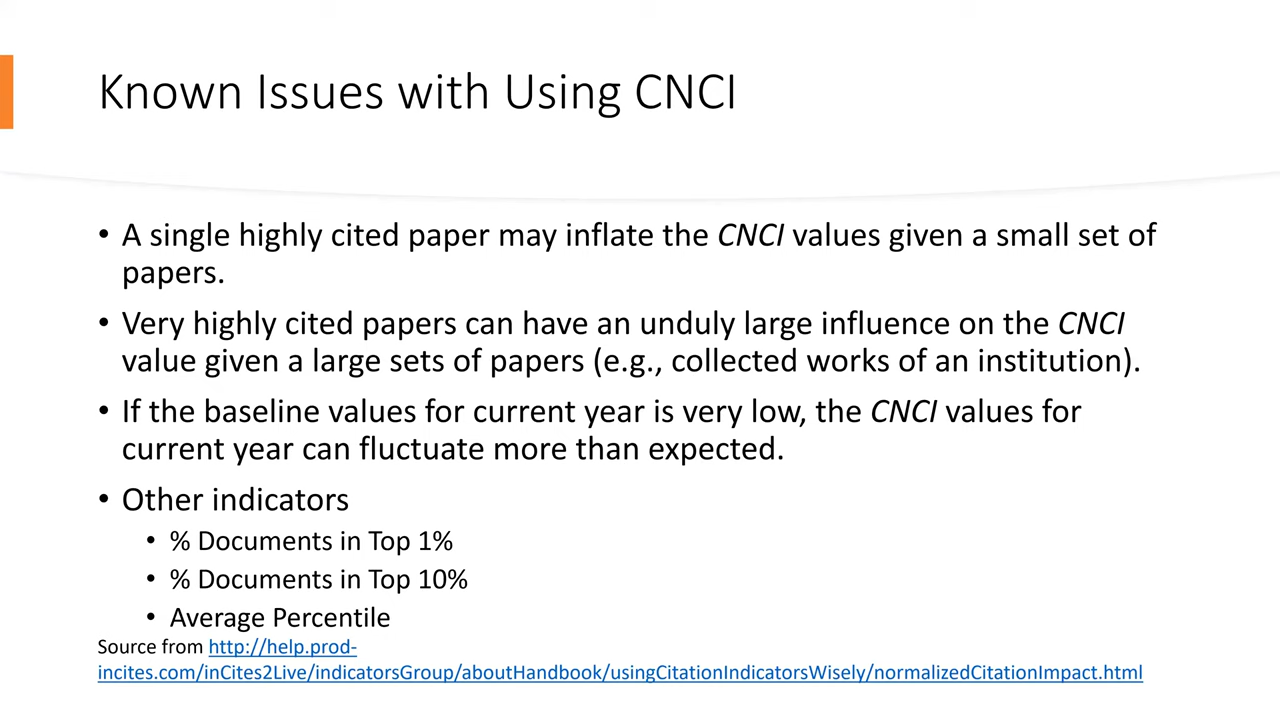 Known Issues with Using CNCI
• A single highly cited paper may inflate the CNCI values given a small set of
papers.
• Very highly cited papers can have an unduly large influence on the CNCI
value given a large sets of papers (e.g., collected works of an institution).
• If the baseline values for current year is very low, the CNCI values for
current year can fluctuate more than expected.
• Other indicators
• % Documents in Top 1%
• % Documents in Top 10%
• Average Percentile
Source from http://help.prod-
incites.com/inCites2Live/indicatorsGroup/aboutHandbook/usingCitationIndicatorsWisely/normalizedCitationImpact.html